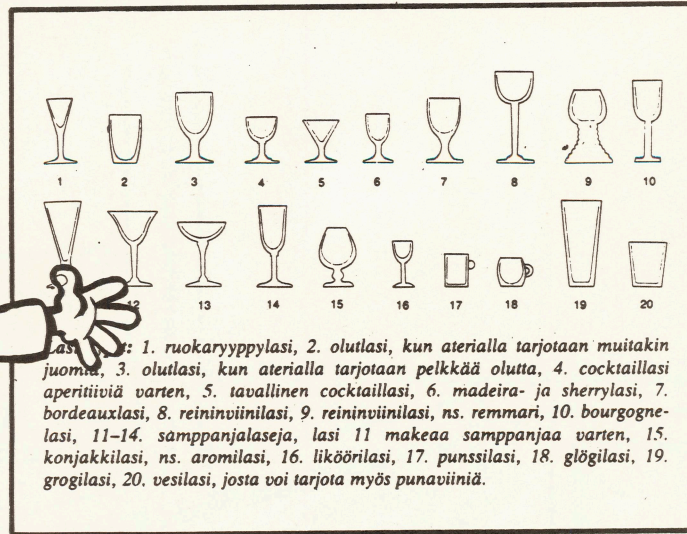 1 2 3 4 5 6 7 8 9 10
12 13 14 15 16 17 18 19 20
1. ruokaryyppylasi, 2. olutlasi, kun aterialla tarjotaan muitakin
juomia, 3. olutlasi, kun aterialla tarjotaan pelkkää olutta, 4. cocktaillasi
aperitiiviä varten, 5. tavallinen cocktaillasi, 6. madeira- ja sherrylasi, 7.
bordeauxlasi, 8. reininviinilasi, 9. reininviinilasi, ns. remmari, 10. bourgogne-
lasi, 11–14. samppanjalaseja, lasi 11 makeaa samppanjaa varten, 15.
konjakkilasi, ns. aromilasi, 16. liköörilasi, 17. punssilasi, 18. glögilasi, 19.
grogilasi, 20. vesilasi, josta voi tarjota myös punaviiniä.